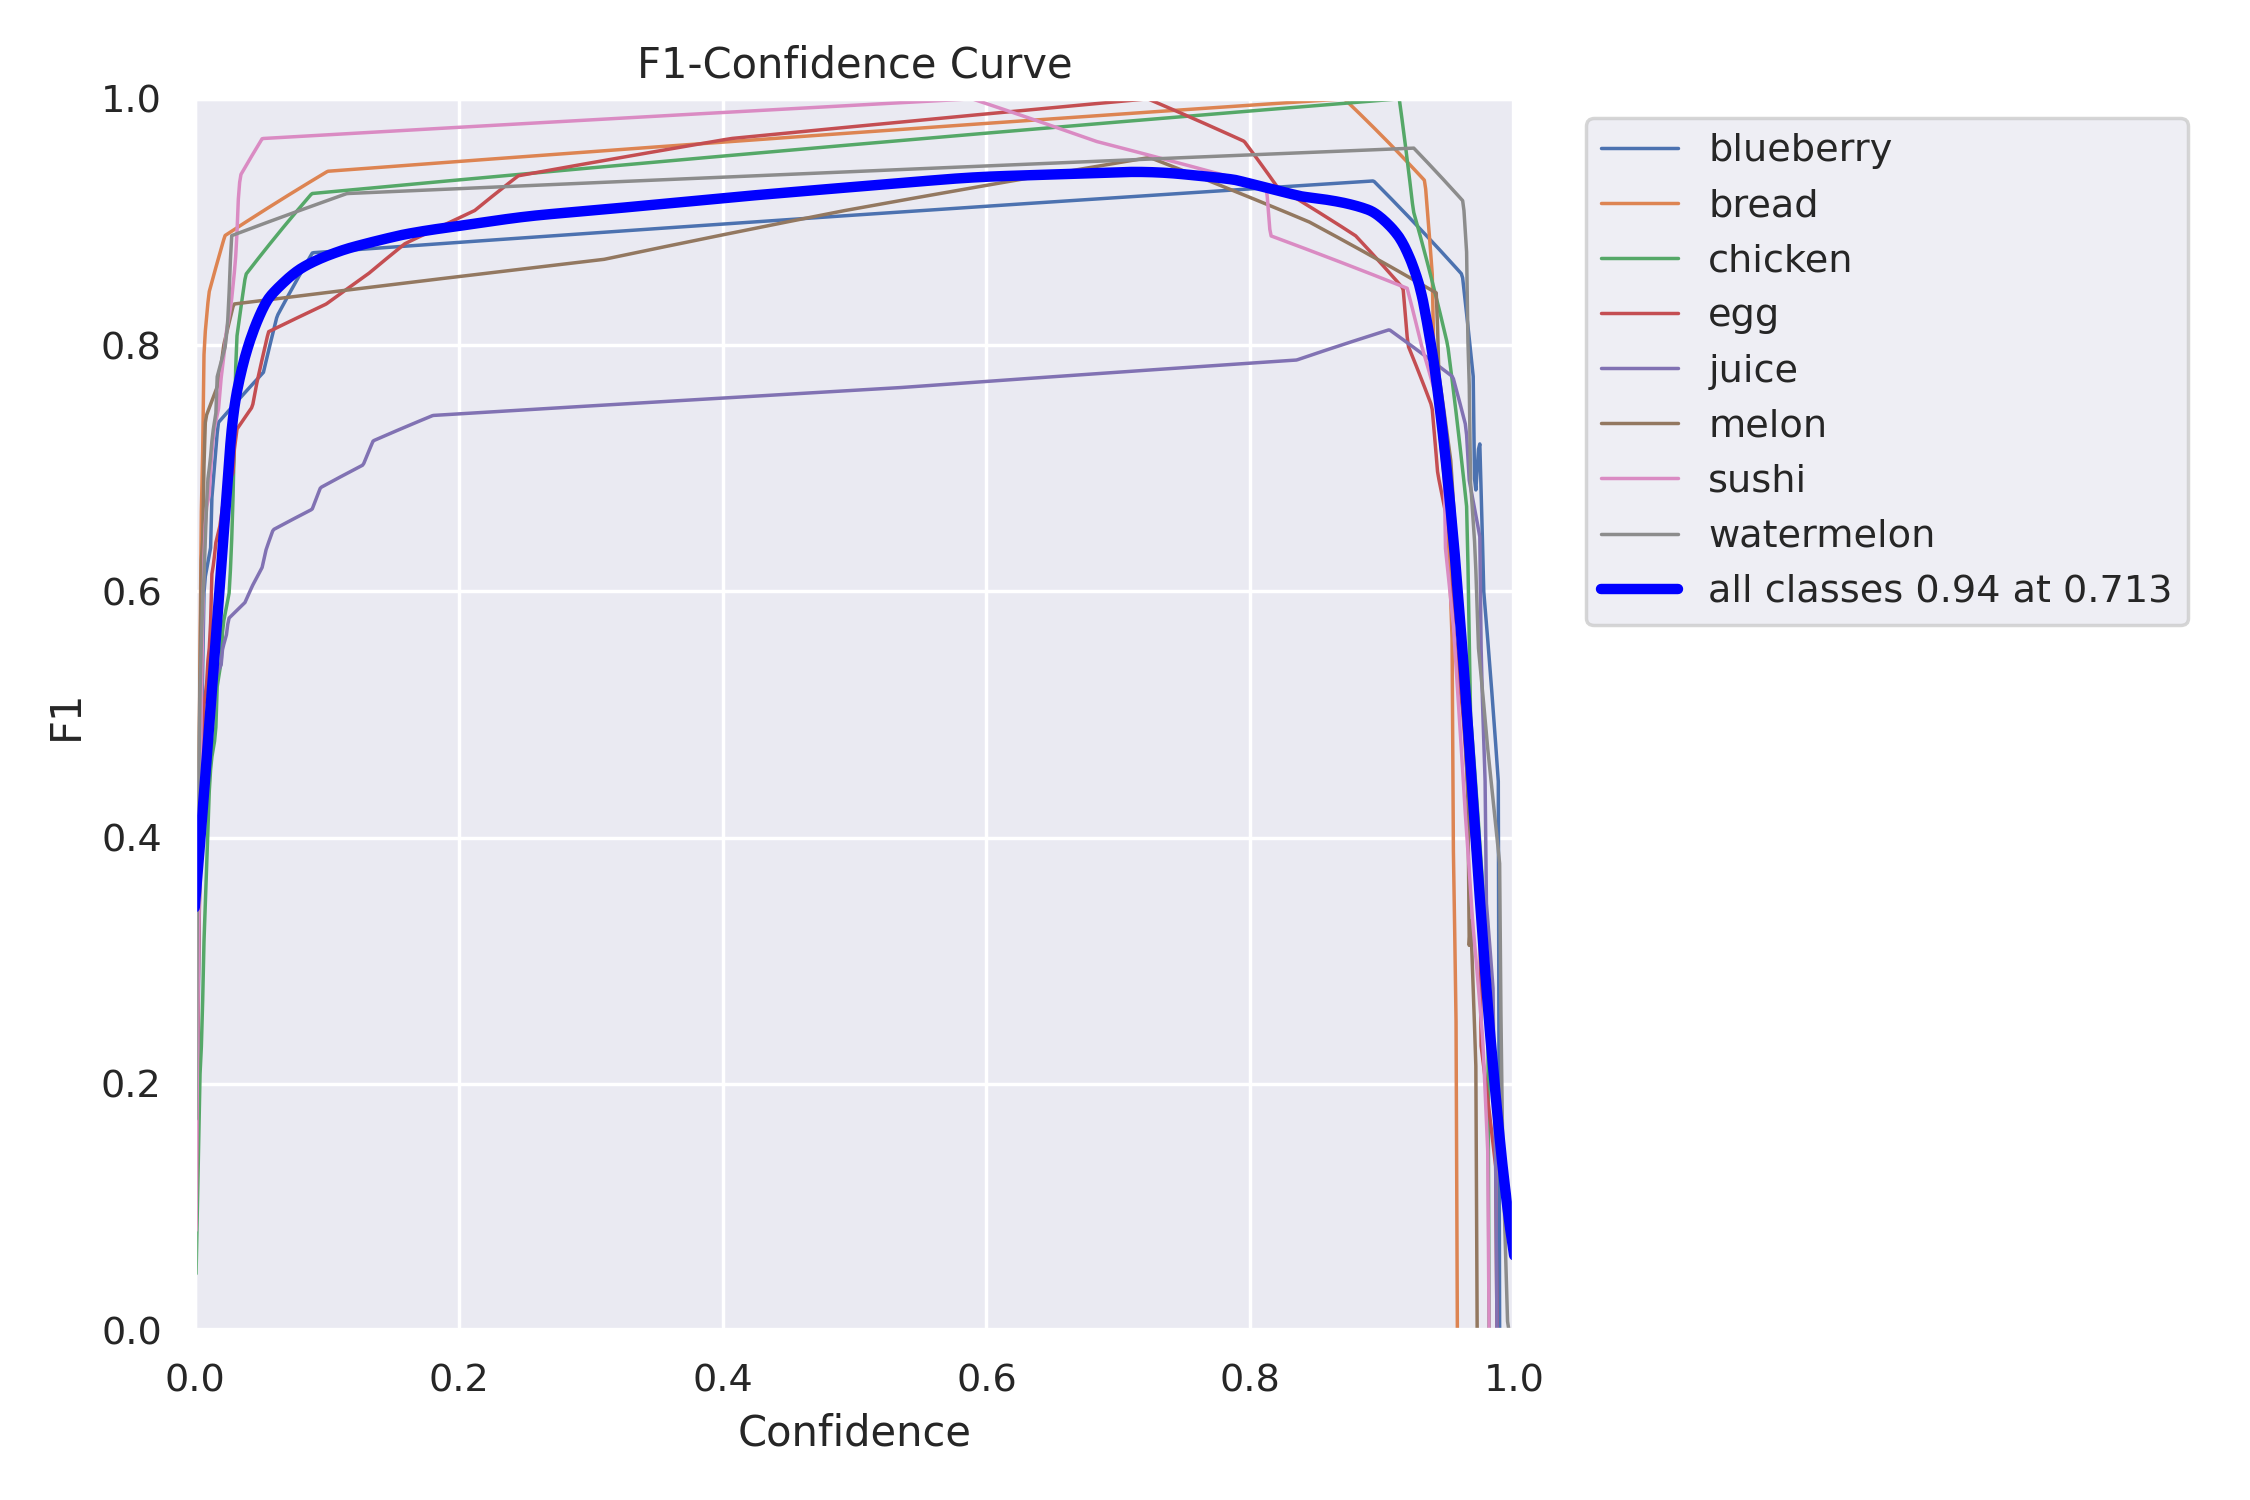 F1-Confidence Curve
1.0
0.8
0.6
0.4
0.2
0.0
F1
0.0 0.2 0.4 0.6 0.8 1.0
Confidence
blueberry
bread
chicken
egg
juice
melon
sushi
watermelon
all classes 0.94 at 0.713